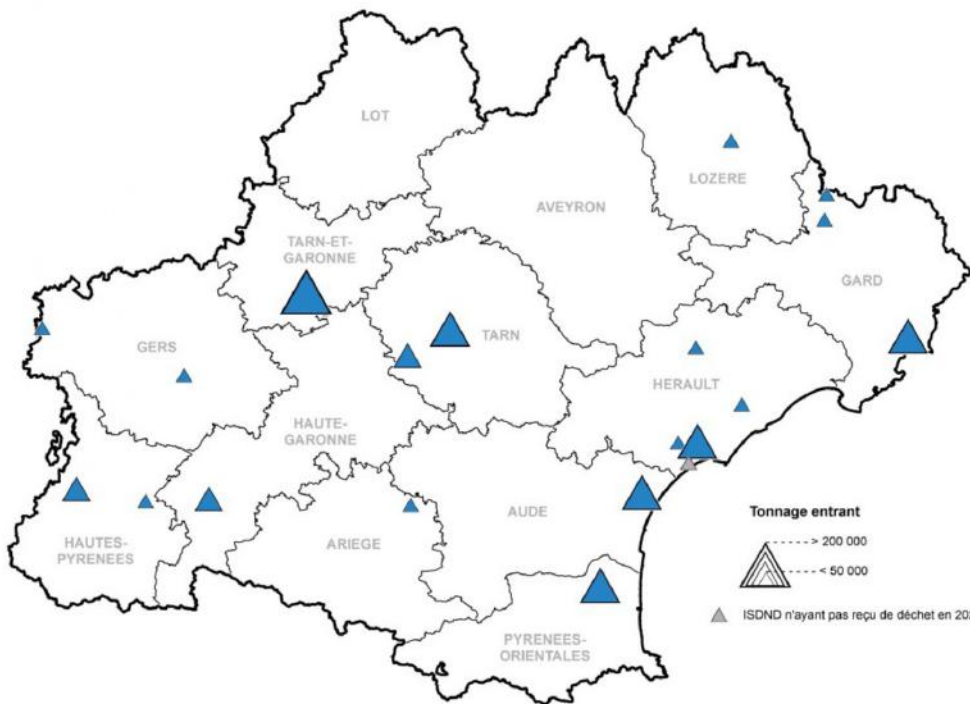 LOT
LOZERE
AVEYRON
TARN-ET-
GARONNE
GARD
TARN
GERS
HERAULT
HAUTE-
GARONNE
AUDE
HAUTES-
PYRENEES
ARIEGE
PYRENEES-
ORIENTALES
Tonnage entrant
> 200 000
< 50 000
ISDND n'ayant pas reçu de déchet en